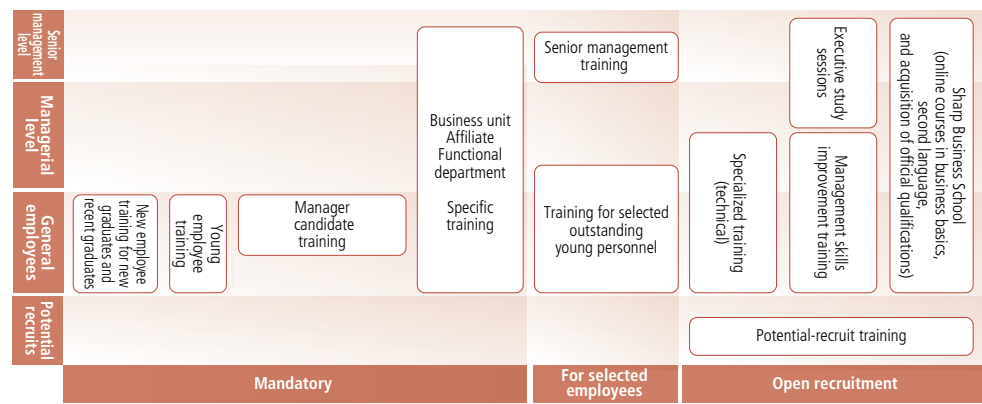 Senior
management
level
Managerial
level
General
employees
Potential
recruits
New employee
training for new
graduates and
recent graduates
Young
employee
training
Manager
candidate
training
Business unit
Affiliate
Functional
department
Specific
training
Senior management
training
Training for selected
outstanding
young personnel
Specialized training
(technical)
Executive study
sessions
Management skills
improvement training
Sharp Business School
(online courses in business basics,
second language,
and acquisition of official qualifications)
Potential-recruit training
Mandatory
For selected
employees
Open recruitment